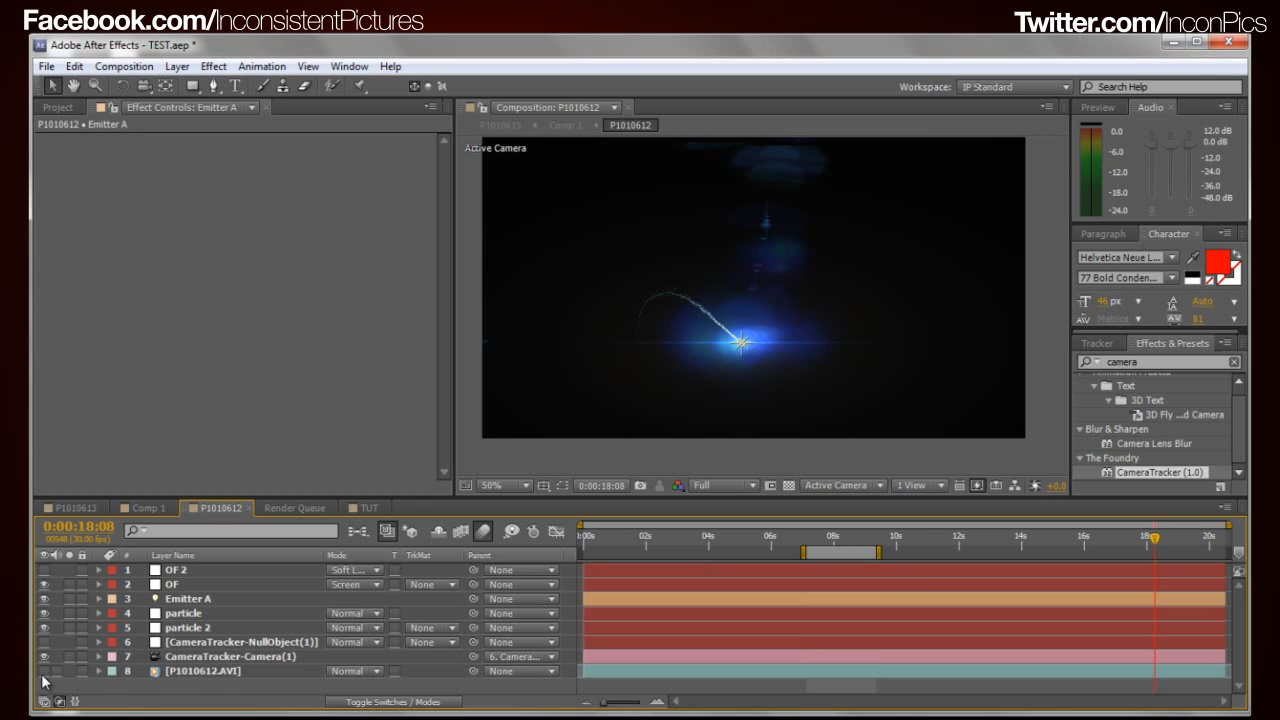 Facebook.com/InconsistentPictures
Twitter.com/InconPics
Adobe After Effects - TEST.aep *
File Edit Composition Layer Effect Animation View Window Help
Workspace: IP Standard Search Help
Project Effect Controls: Emitter A Composition: P1010612 Preview Audio
P1010612 • Emitter A P1010613 Comp 1 P1010612
Active Camera
0.0 12.0 dB
0.0 dB
-6.0
-12.0
-12.0
-24.0
-18.0 -36.0
-48.0 dB
-24.0
Paragraph Character
Helvetica Neue L...
77 Bold Conden...
46 px Auto
Metrics 81
Tracker Effects & Presets
camera
Text
3D Text
3D Fly ...d Camera
Blur & Sharpen
Camera Lens Blur
The Foundry
CameraTracker (1.0)
50% 0:00:18:08 Full Active Camera 1 View +0.0
P1010613 Comp 1 P1010612 Render Queue TUT
0:00:18:08
00548 (30.00 fps)
:00s 02s 04s 06s 08s 10s 12s 14s 16s 18s 20s
# Layer Name Mode T TrkMat Parent
1 OF 2 Soft L... None
2 OF Screen None None
3 Emitter A None
4 particle Normal None
5 particle 2 Normal None None
6 [CameraTracker-NullObject(1)] Normal None None
7 CameraTracker-Camera(1) 6. Camera...
8 [P1010612.AVI] Normal None
Toggle Switches / Modes